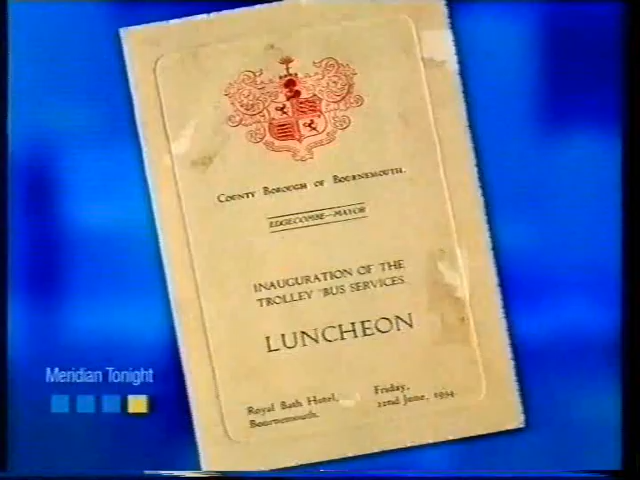 COUNTY BOROUGH OF BOURNEMOUTH.
EDGECOMBE—MAYOR
INAUGURATION OF THE
TROLLEY 'BUS SERVICES.
LUNCHEON
Royal Bath Hotel,
Bournemouth.
Friday,
22nd June, 1934.
Meridian Tonight